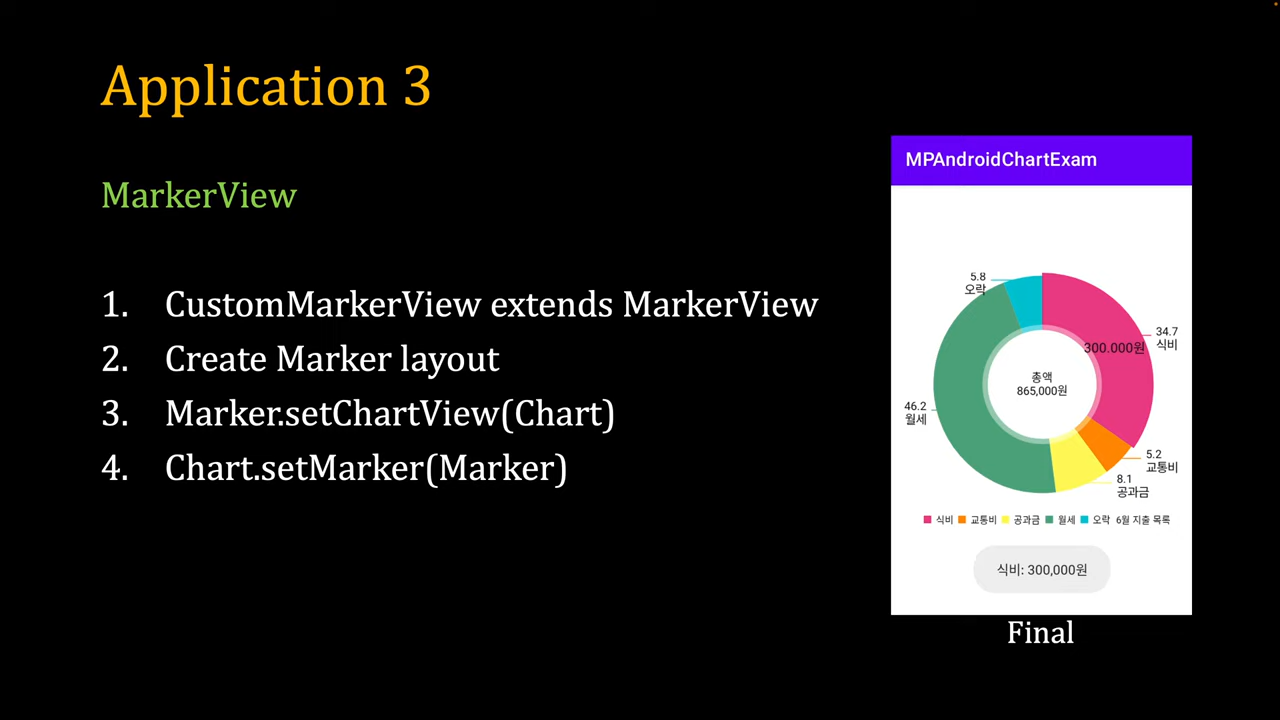 Application 3
MarkerView
1. CustomMarkerView extends MarkerView
2. Create Marker layout
3. Marker.setChartView(Chart)
4. Chart.setMarker(Marker)
MPAndroidChartExam
5.8
오락
34.7
식비
300.000원
총액
865,000원
46.2
월세
5.2
교통비
8.1
공과금
식비 교통비 공과금 월세 오락 6월 지출 목록
식비: 300,000원
Final